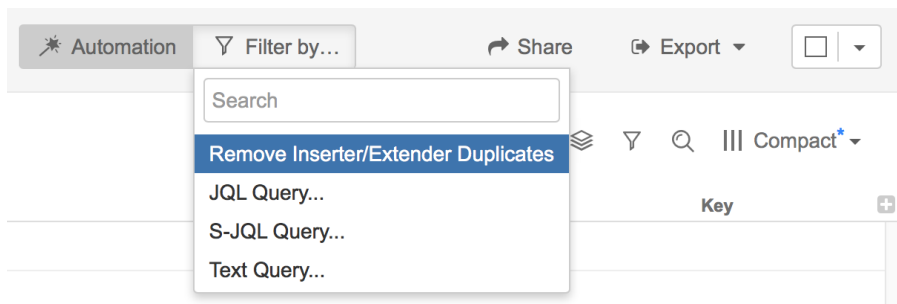 Automation Filter by… Share Export
Search
Remove Inserter/Extender Duplicates
Compact*
JQL Query...
Key
S-JQL Query...
Text Query...